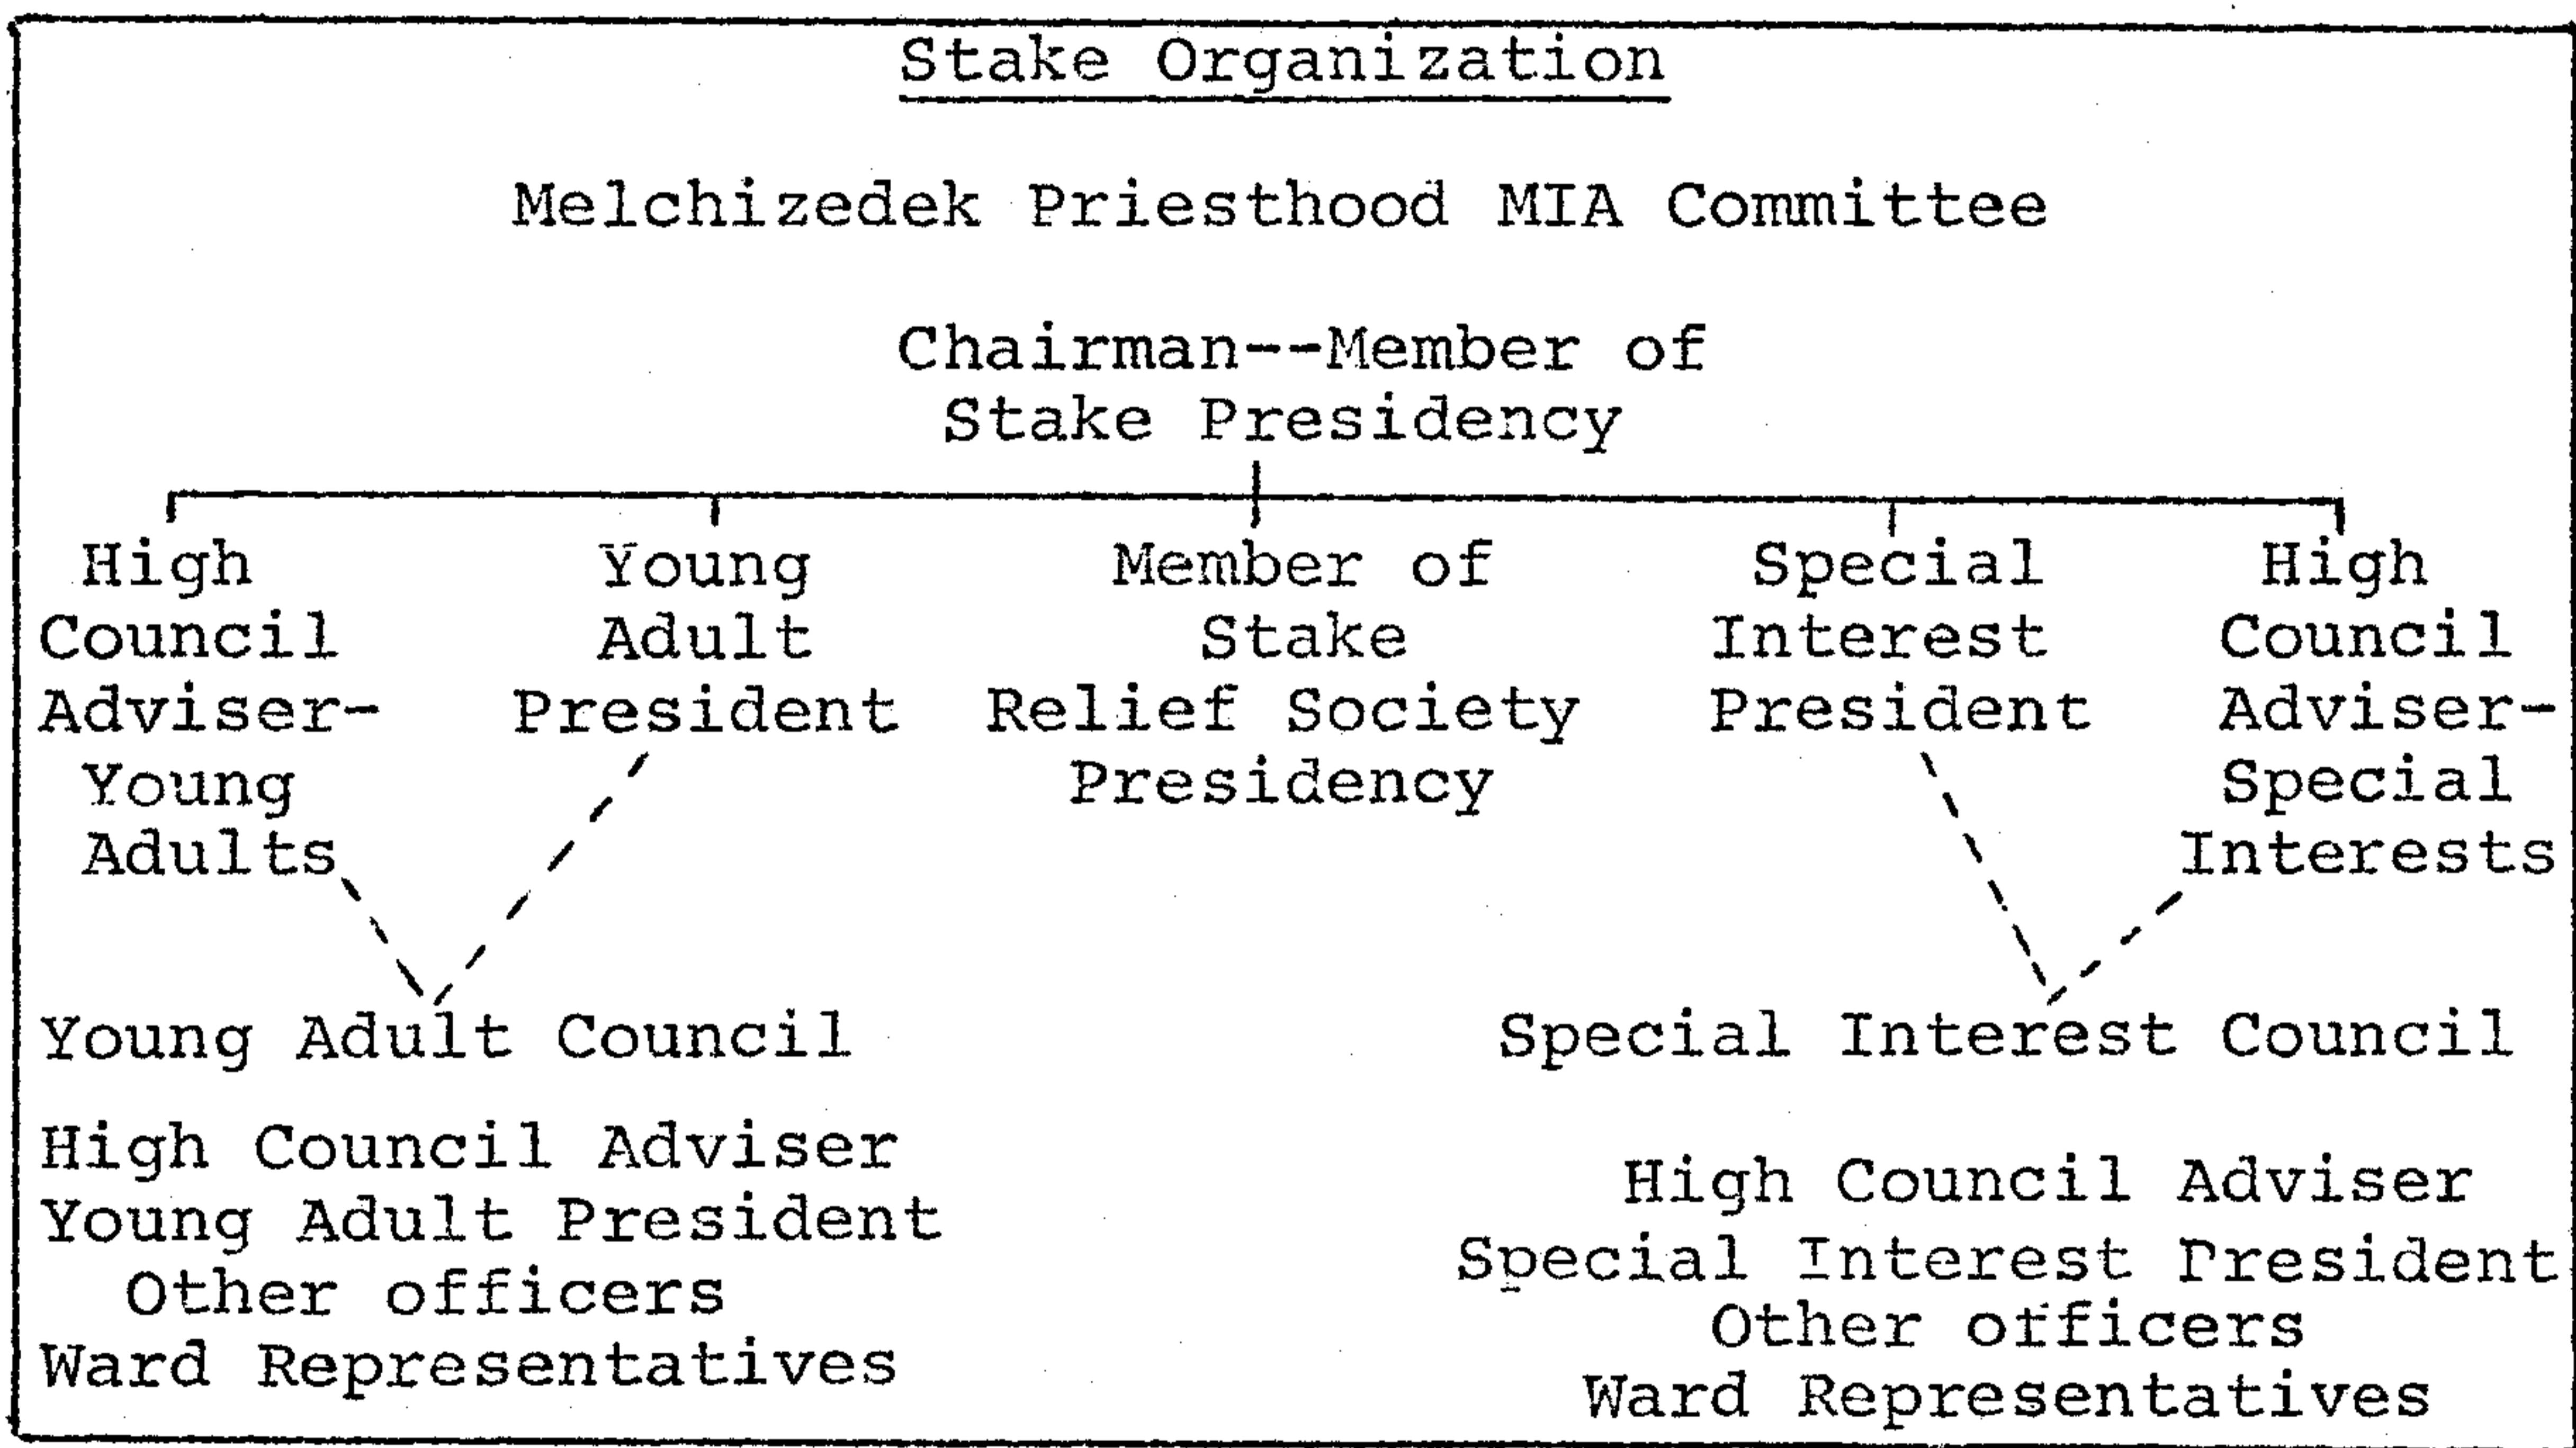 Stake Organization
Melchizedek Priesthood MIA Committee
Chairman--Member of
Stake Presidency
High
Council
Adviser-
Young
Adults
Young
Adult
President
Member of
Stake
Relief Society
Presidency
Special
Interest
President
High
Council
Adviser-
Special
Interests
Young Adult Council
High Council Adviser
Young Adult President
Other officers
Ward Representatives
Special Interest Council
High Council Adviser
Special Interest President
Other officers
Ward Representatives